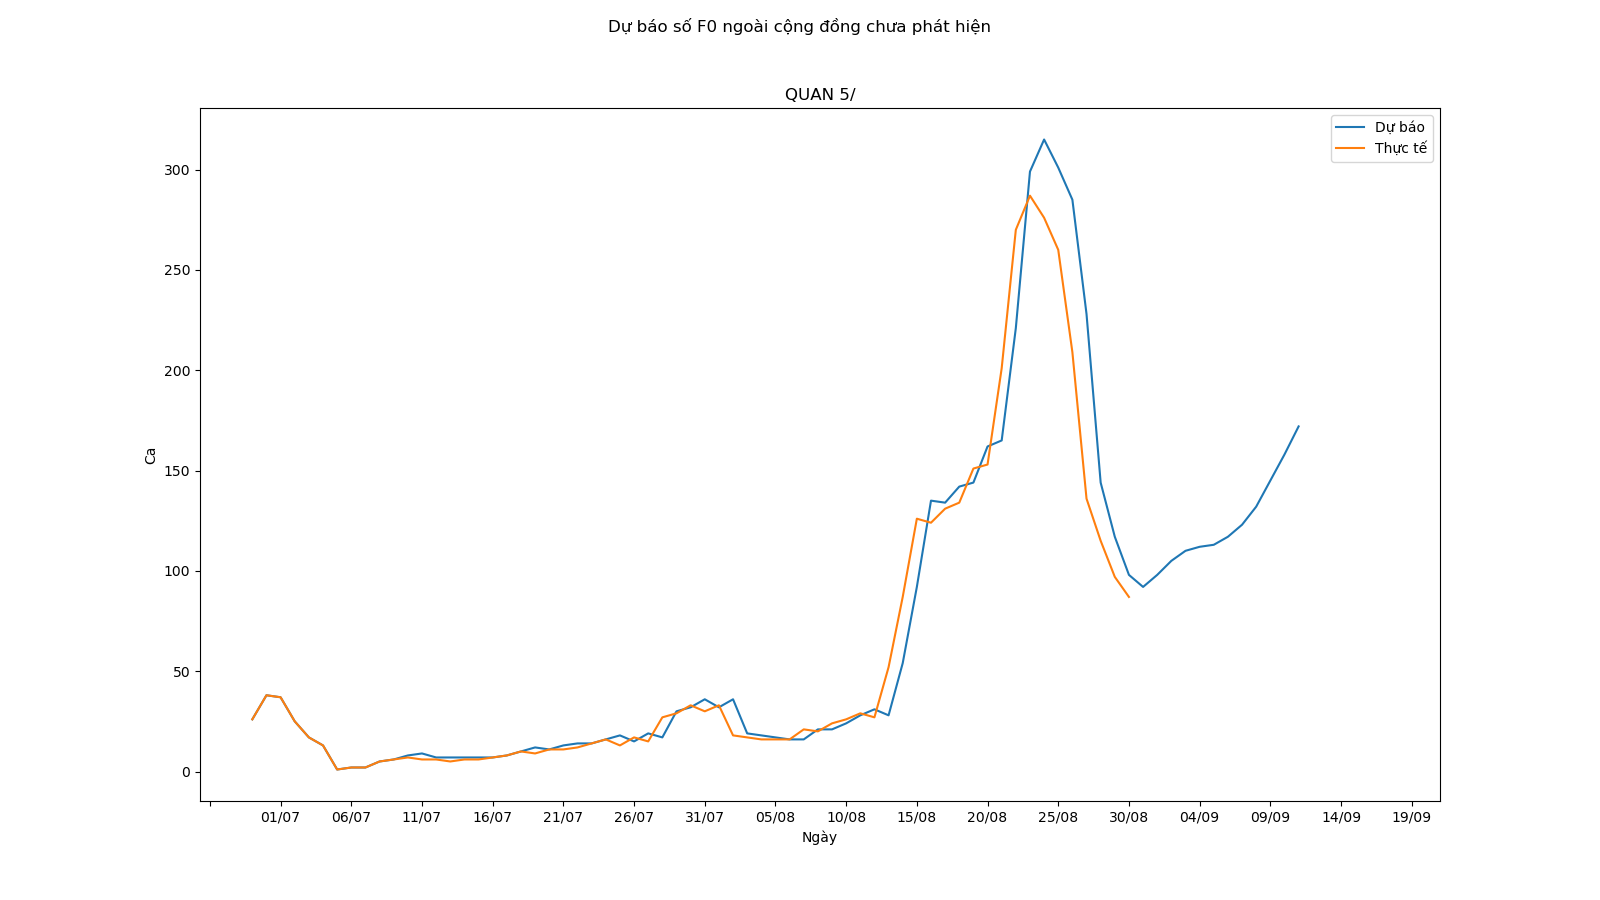 Dự báo số F0 ngoài cộng đồng chưa phát hiện
QUAN 5/
Dự báo
Thực tế
300
250
200
150
100
50
0
Ca
01/07 06/07 11/07 16/07 21/07 26/07 31/07 05/08 10/08 15/08 20/08 25/08 30/08 04/09 09/09 14/09 19/09
Ngày